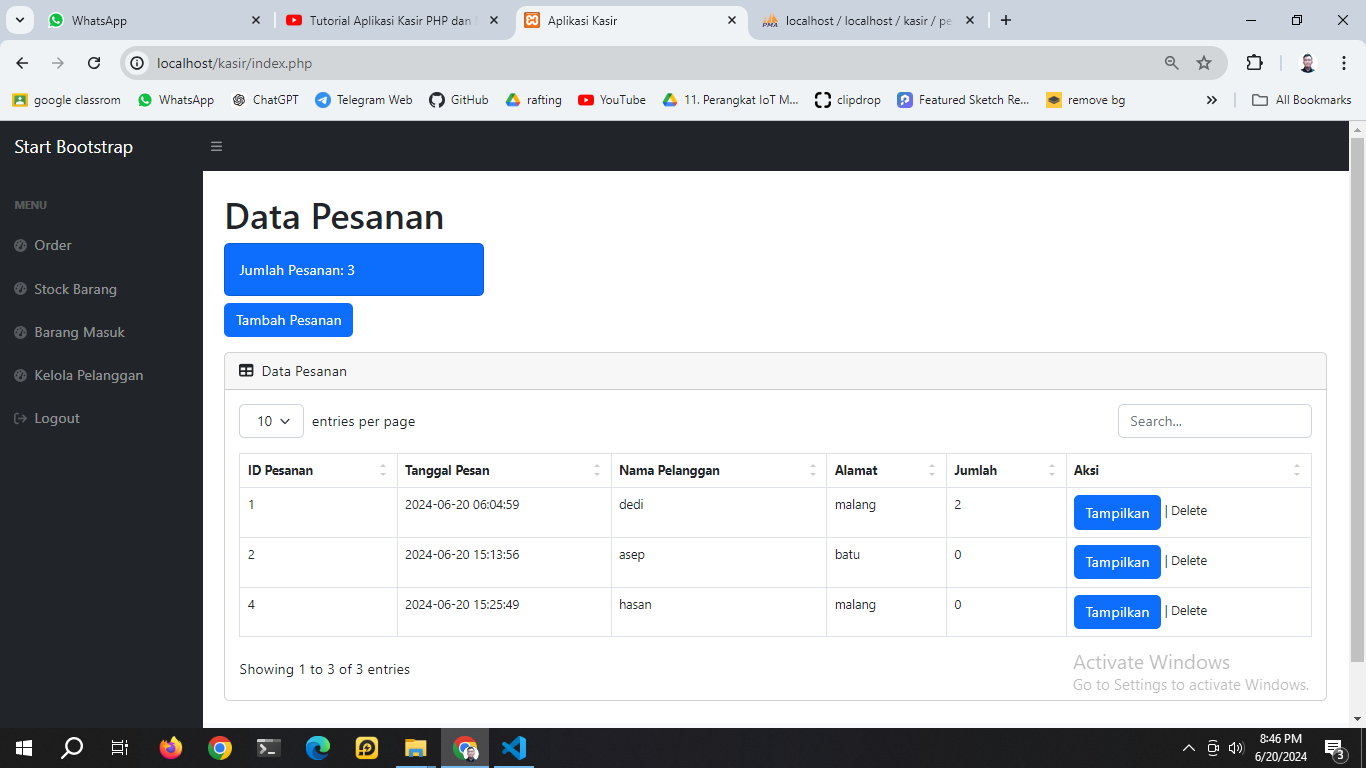 WhatsApp
Tutorial Aplikasi Kasir PHP dan
Aplikasi Kasir
PMA localhost / localhost / kasir / pe
localhost/kasir/index.php
google classrom WhatsApp ChatGPT Telegram Web GitHub rafting YouTube 11. Perangkat IoT M... clipdrop Featured Sketch Re... remove bg » All Bookmarks
Start Bootstrap
MENU
Order
Stock Barang
Barang Masuk
Kelola Pelanggan
Logout
Data Pesanan
Jumlah Pesanan: 3
Tambah Pesanan
Data Pesanan
10 entries per page
Search...
ID Pesanan Tanggal Pesan Nama Pelanggan Alamat Jumlah Aksi
1 2024-06-20 06:04:59 dedi malang 2 Tampilkan | Delete
2 2024-06-20 15:13:56 asep batu 0 Tampilkan | Delete
4 2024-06-20 15:25:49 hasan malang 0 Tampilkan | Delete
Showing 1 to 3 of 3 entries
Activate Windows
Go to Settings to activate Windows.
8:46 PM
6/20/2024
3